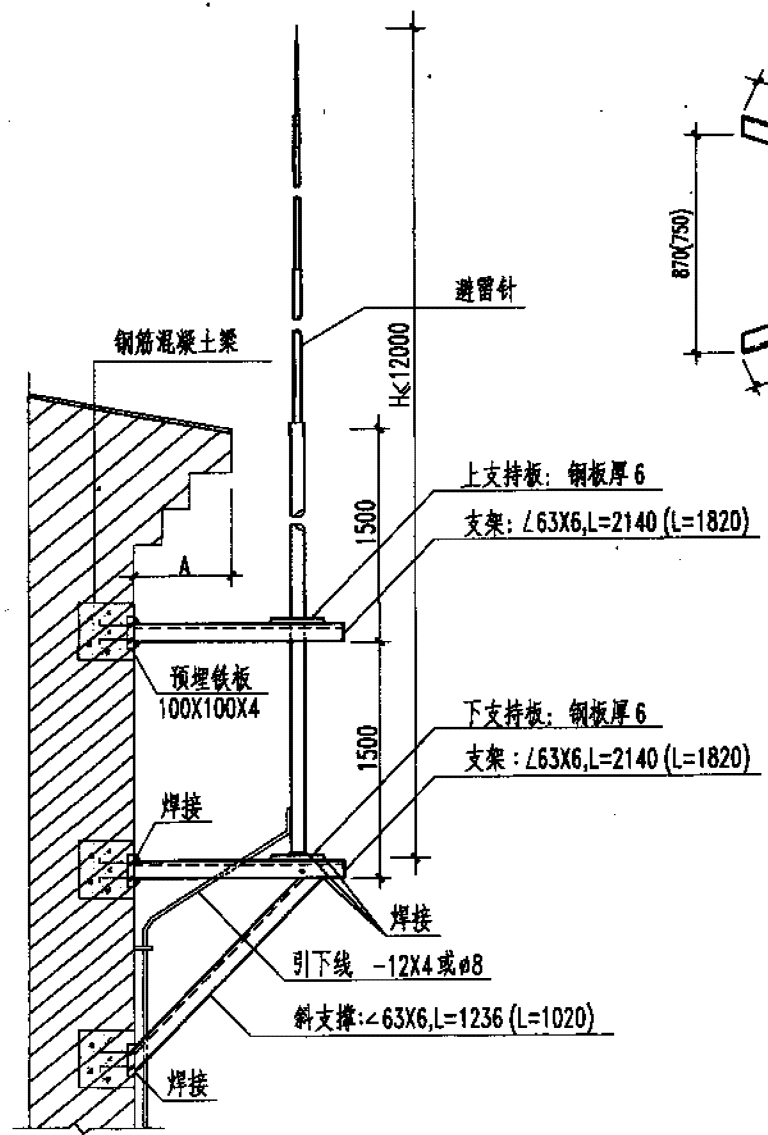 避雷针
钢筋混凝土梁
H≤12000
870(750)
上支持板: 钢板厚 6
支架: ∠63X6,L=2140 (L=1820)
1500
A
预埋铁板
100X100X4
下支持板: 钢板厚 6
支架: ∠63X6,L=2140 (L=1820)
1500
焊接
焊接
引下线 -12X4 或ø8
斜支撑:∠63X6,L=1236 (L=1020)
焊接